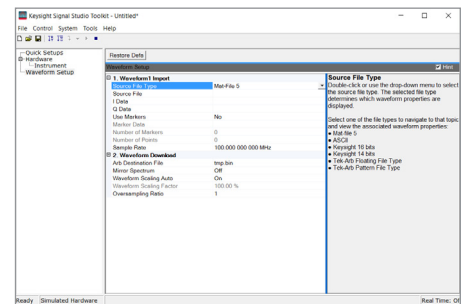 Keysight Signal Studio Toolkit - Untitled*
File Control System Tools Help
Quick Setups
Hardware
Instrument
Waveform Setup
Restore Defs
Waveform Setup
Hint
1. Waveform1 Import
Source File Type Mat-File 5
Source File
I Data
Q Data
Use Markers No
Marker Data
Number of Markers 0
Number of Points 0
Sample Rate 100.000 000 000 MHz
2. Waveform Download
Arb Destination File tmp.bin
Mirror Spectrum Off
Waveform Scaling Auto On
Waveform Scaling Factor 100.00 %
Oversampling Ratio 1
Source File Type
Double-click or use the drop-down menu to select
the source file type. The selected file type
determines which waveform properties are
displayed.
Select one of the file types to navigate to that topic
and view the associated waveform properties:
● Mat-file 5
● ASCII
● Keysight 16 bits
● Keysight 14 bits
● Tek-Arb Floating File Type
● Tek-Arb Pattern File Type
Ready Simulated Hardware
Real Time: Of